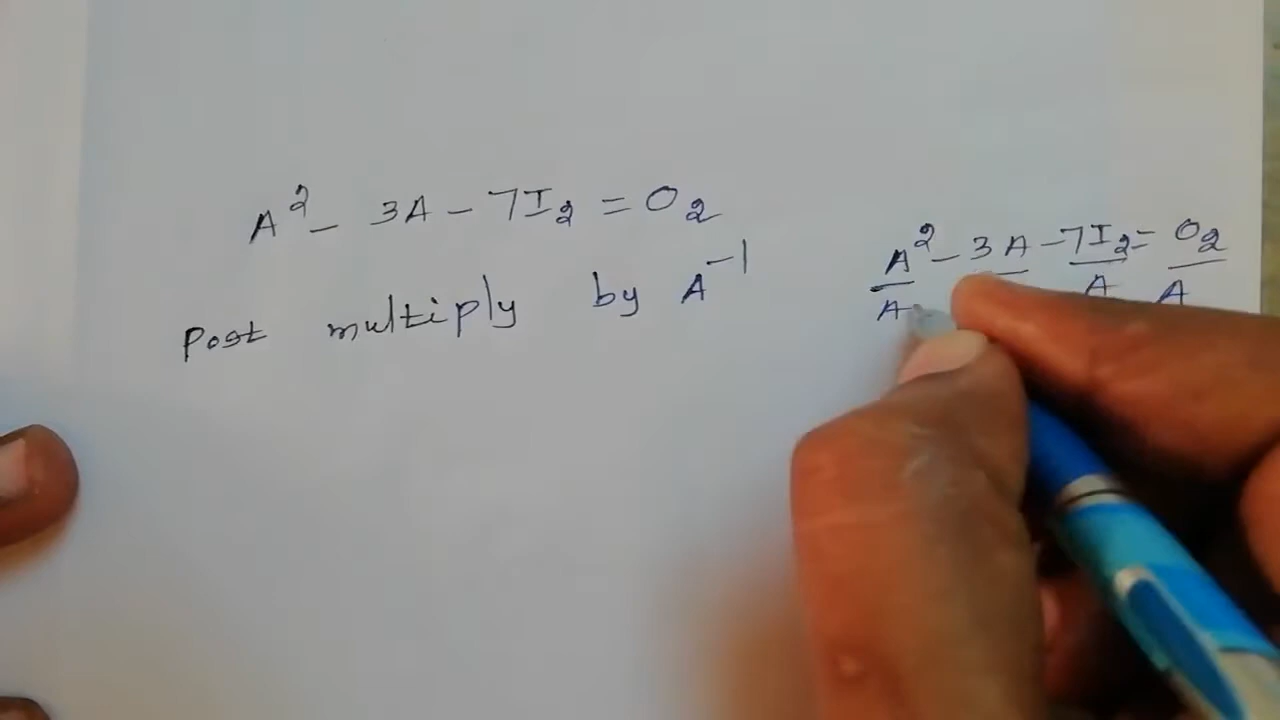 A² - 3A - 7I₂ = O₂
Post multiply by A⁻¹
A² - 3A - 7I₂ = O₂
A A A